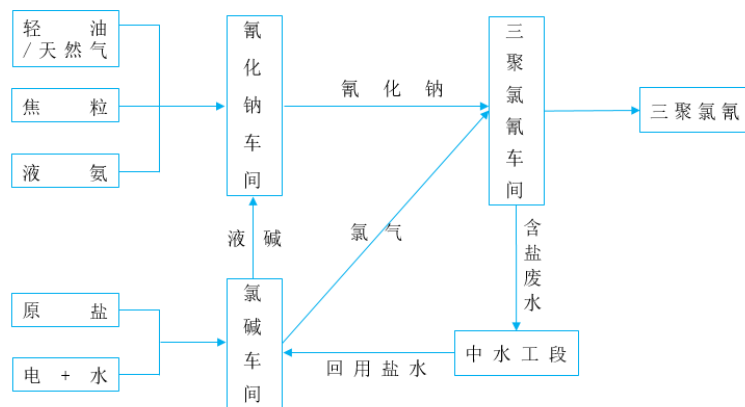 轻油
/天然气
焦粒
液氨
氰化钠车间
氰化钠
三聚氯氰车间
三聚氯氰
液碱
氯气
含盐废水
原盐
电+水
氯碱车间
回用盐水
中水工段